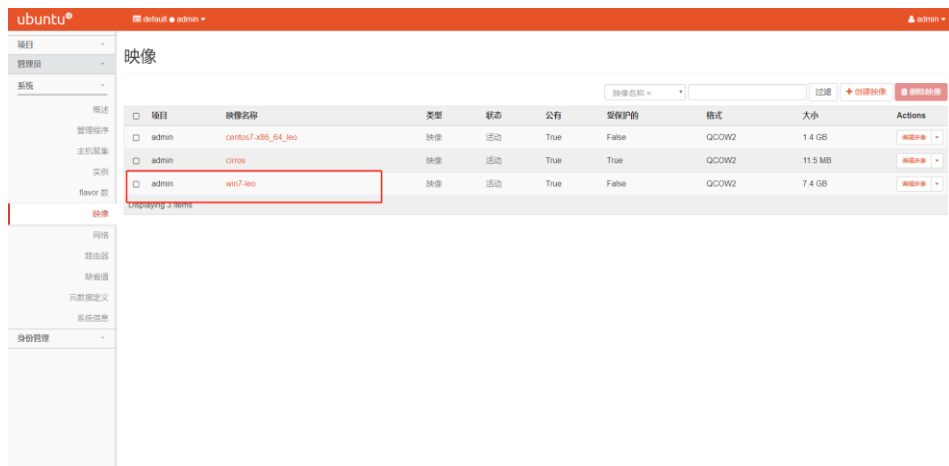 ubuntu®
default ● admin
admin
项目
管理员
系统
概述
管理程序
主机聚集
实例
flavor 数
映像
网络
路由器
缺省值
元数据定义
系统信息
身份管理
映像
映像名称 =
过滤
+ 创建映像
删除映像
项目 映像名称 类型 状态 公有 受保护的 格式 大小 Actions
admin centos7-x86_64_leo 映像 活动 True False QCOW2 1.4 GB 编辑映像
admin cirros 映像 活动 True True QCOW2 11.5 MB 编辑映像
admin win7-leo 映像 活动 True False QCOW2 7.4 GB 编辑映像
Displaying 3 items